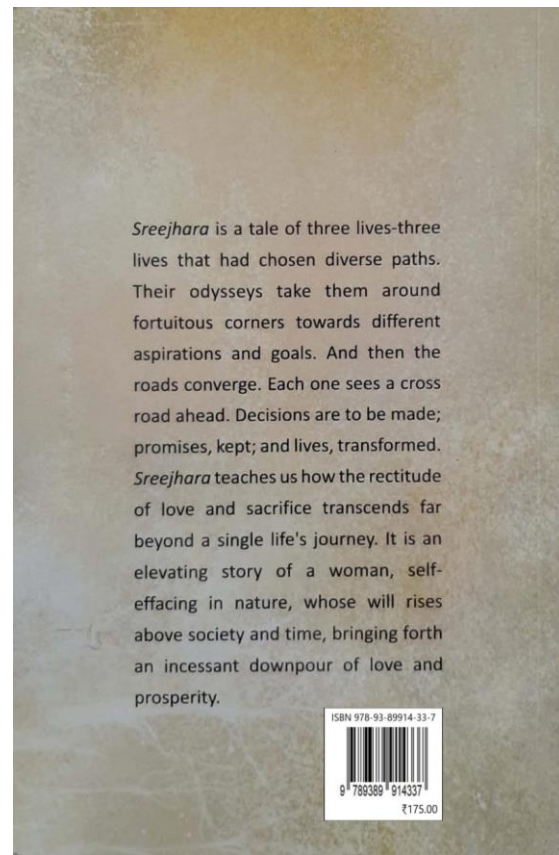 Sreejhara is a tale of three lives-three
lives that had chosen diverse paths.
Their odysseys take them around
fortuitous corners towards different
aspirations and goals. And then the
roads converge. Each one sees a cross
road ahead. Decisions are to be made;
promises, kept; and lives, transformed.
Sreejhara teaches us how the rectitude
of love and sacrifice transcends far
beyond a single life's journey. It is an
elevating story of a woman, self-
effacing in nature, whose will rises
above society and time, bringing forth
an incessant downpour of love and
prosperity.
ISBN 978-93-89914-33-7
9 789389 914337
₹175.00